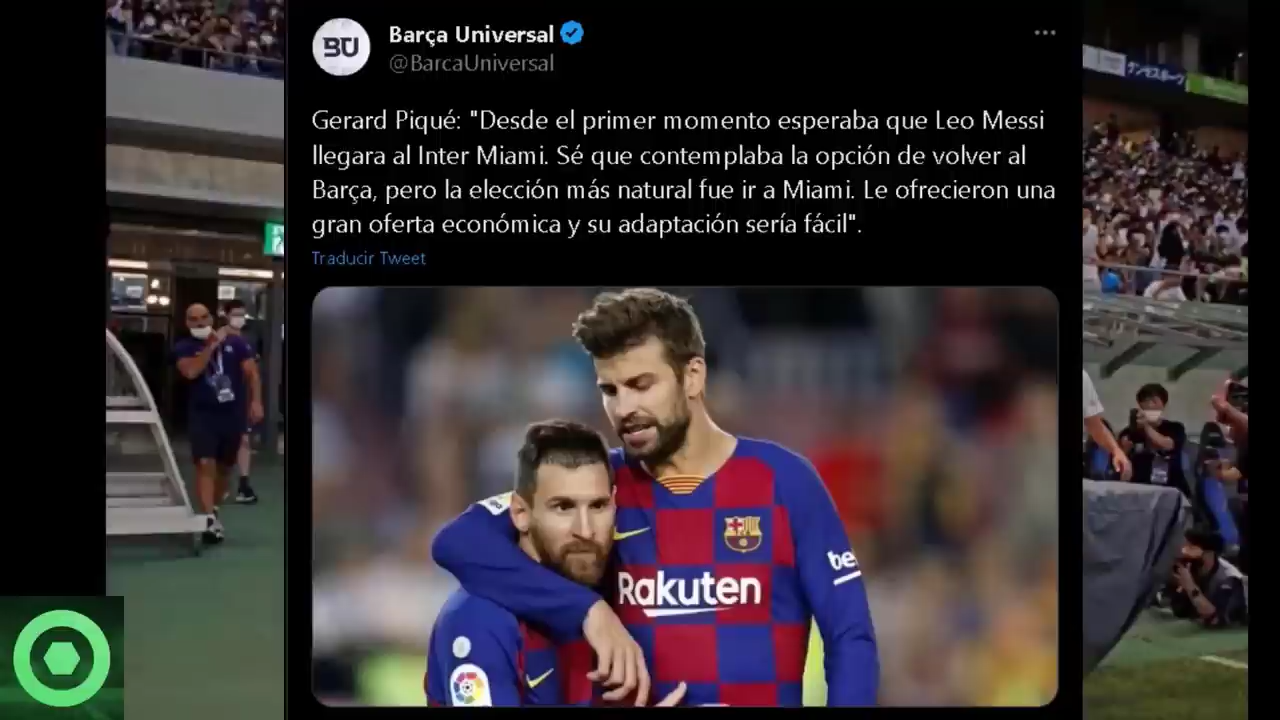 BU
Barça Universal
@BarcaUniversal
Gerard Piqué: "Desde el primer momento esperaba que Leo Messi
llegara al Inter Miami. Sé que contemplaba la opción de volver al
Barça, pero la elección más natural fue ir a Miami. Le ofrecieron una
gran oferta económica y su adaptación sería fácil".
Traducir Tweet
Rakuten